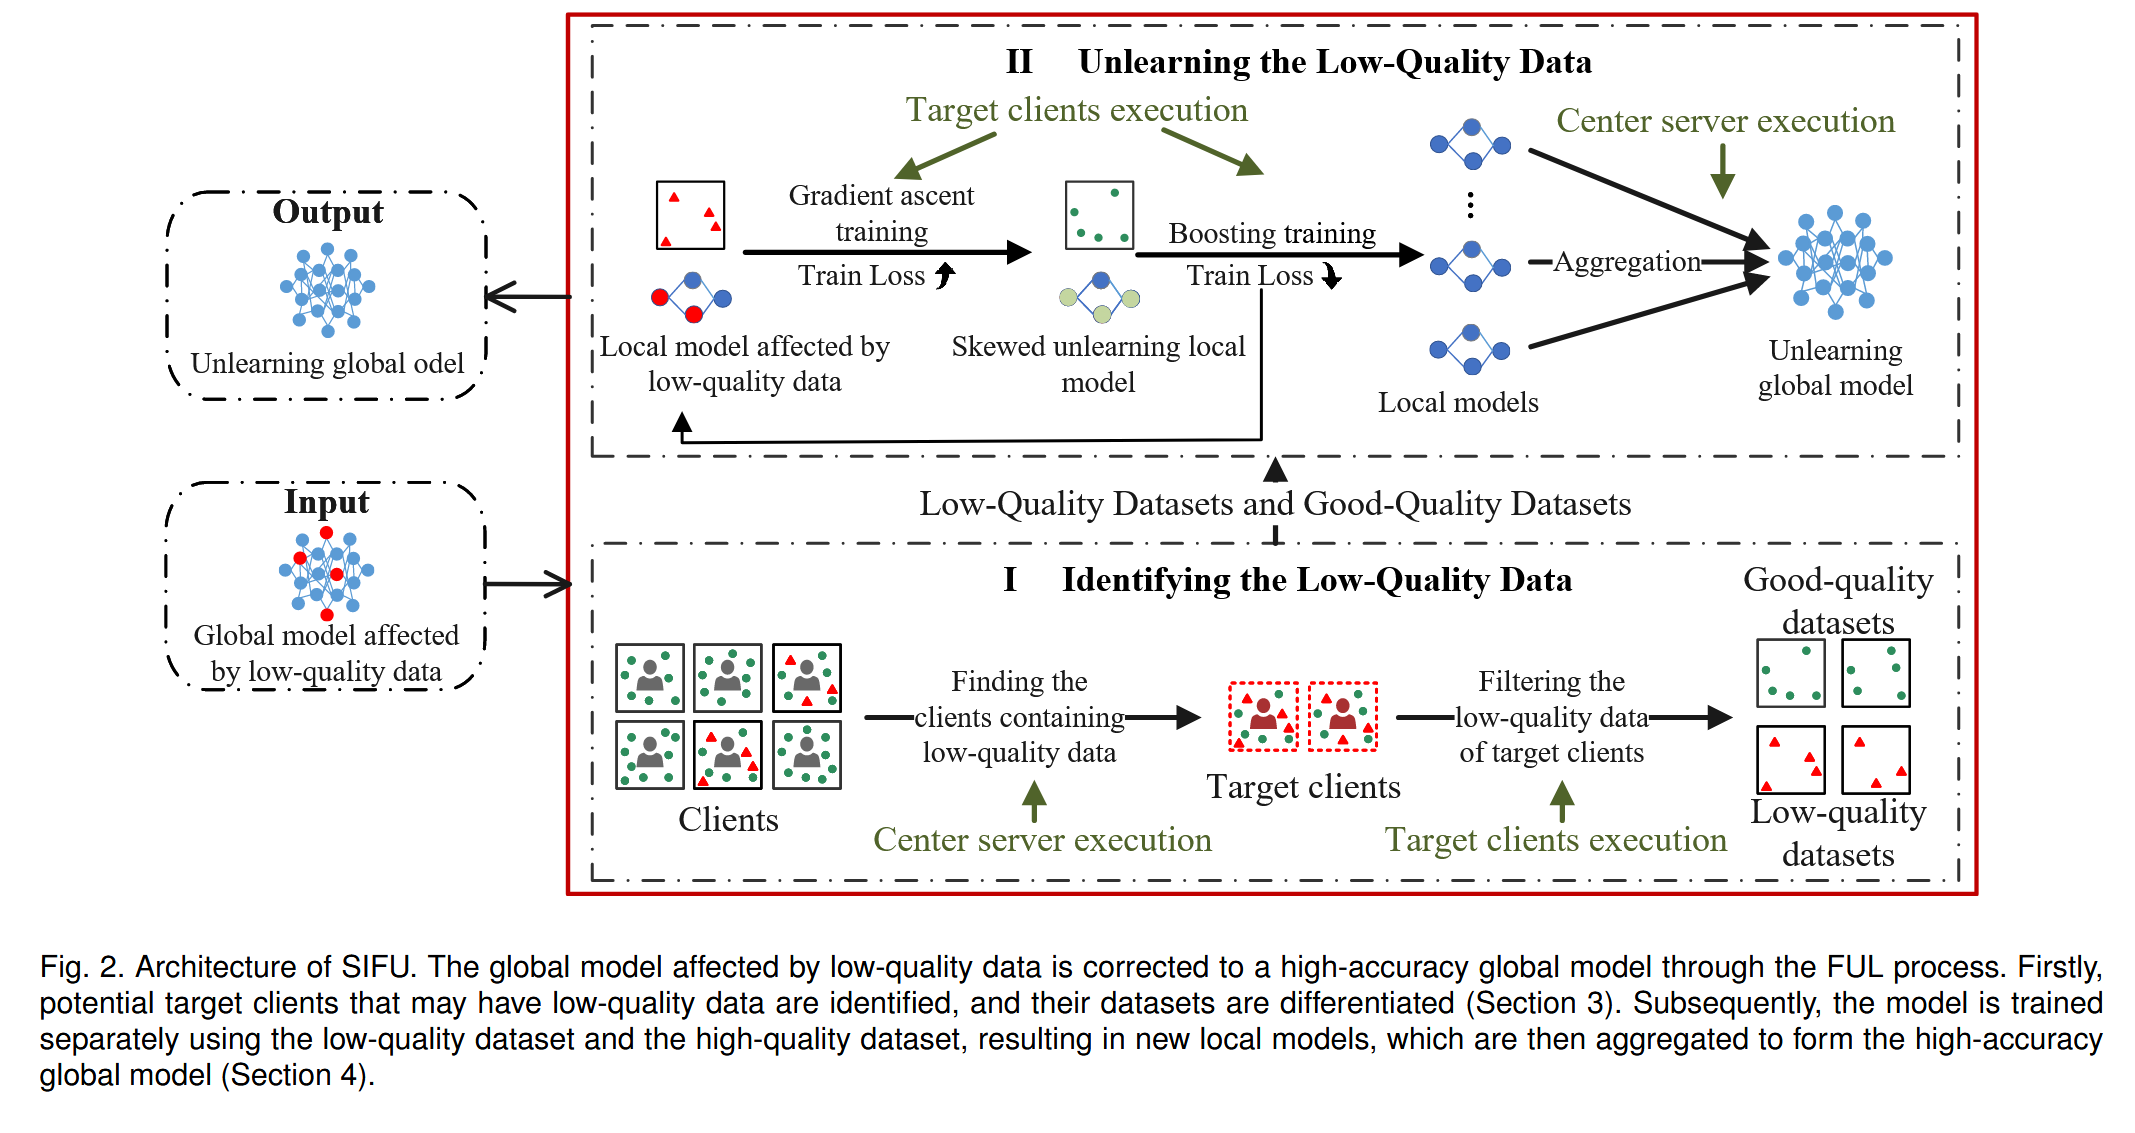 II Unlearning the Low-Quality Data
Target clients execution
Center server execution
Gradient ascent
training
Train Loss
Boosting training
Train Loss
Aggregation
Local model affected by
low-quality data
Skewed unlearning local
model
Local models
Unlearning
global model
Output
Unlearning global odel
Input
Global model affected
by low-quality data
Low-Quality Datasets and Good-Quality Datasets
I Identifying the Low-Quality Data
Good-quality
datasets
Finding the
clients containing
low-quality data
Filtering the
low-quality data
of target clients
Clients
Target clients
Low-quality
datasets
Center server execution
Target clients execution
Fig. 2. Architecture of SIFU. The global model affected by low-quality data is corrected to a high-accuracy global model through the FUL process. Firstly,
potential target clients that may have low-quality data are identified, and their datasets are differentiated (Section 3). Subsequently, the model is trained
separately using the low-quality dataset and the high-quality dataset, resulting in new local models, which are then aggregated to form the high-accuracy
global model (Section 4).